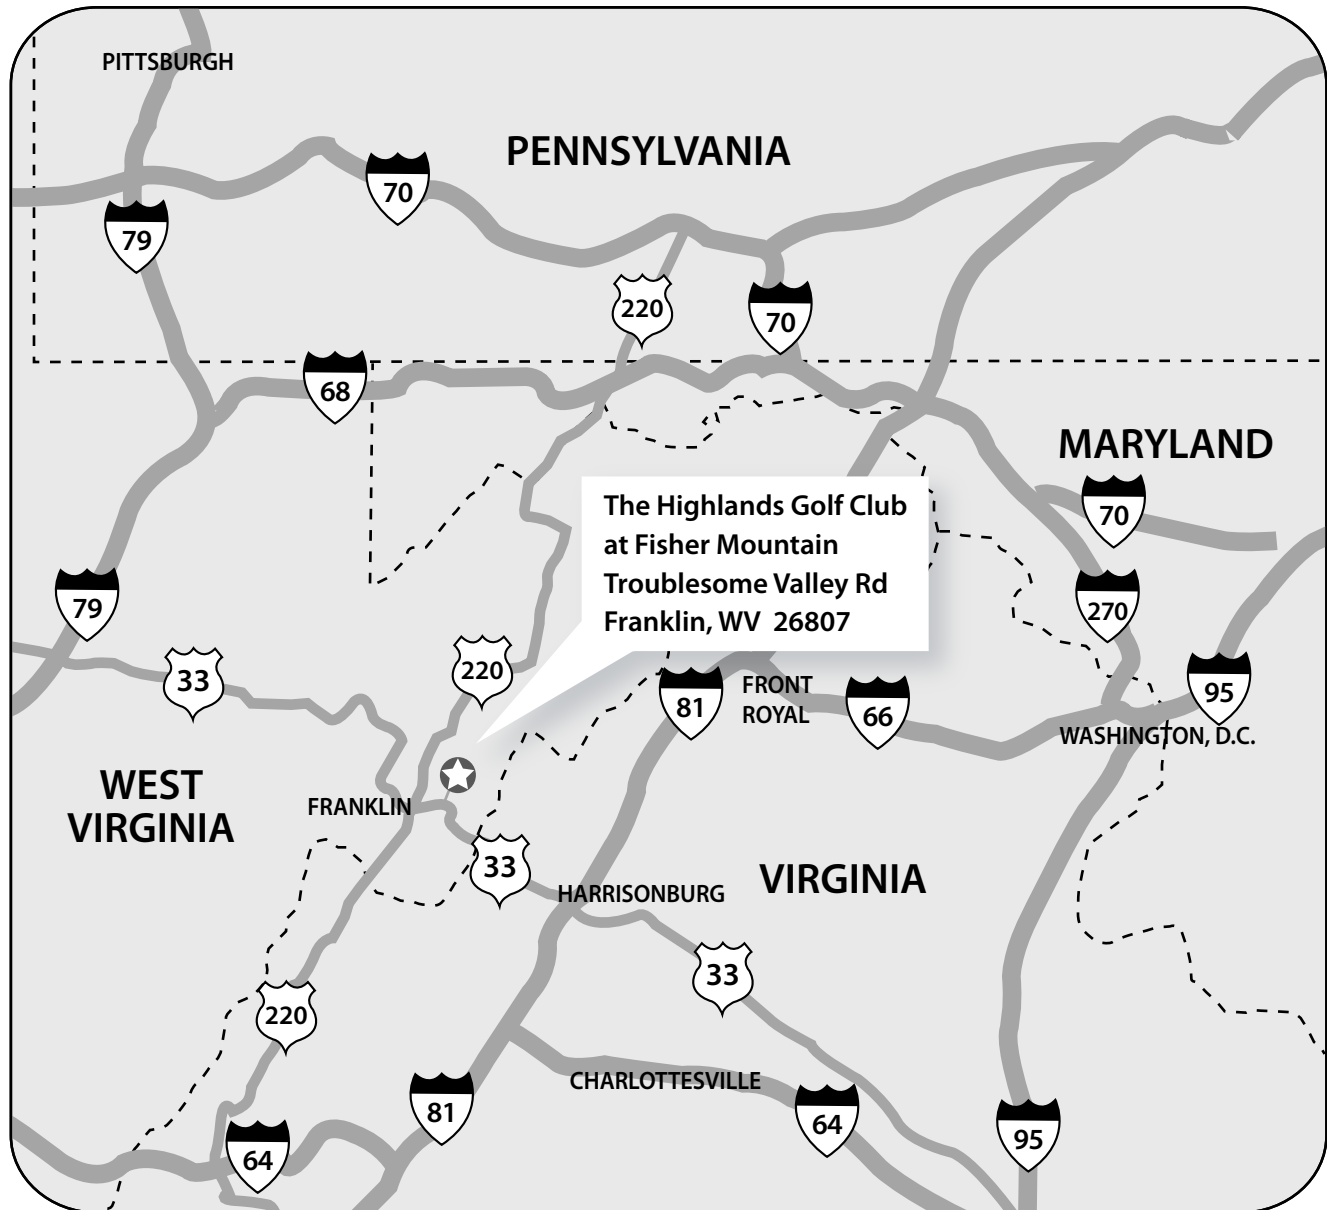 PITTSBURGH
PENNSYLVANIA
70
79
220
70
68
MARYLAND
The Highlands Golf Club
at Fisher Mountain
Troublesome Valley Rd
Franklin, WV 26807
70
79
270
33
220
81
FRONT
ROYAL
66
95
WASHINGTON, D.C.
WEST
VIRGINIA
FRANKLIN
33
HARRISONBURG
VIRGINIA
33
220
81
CHARLOTTESVILLE
64
95
64